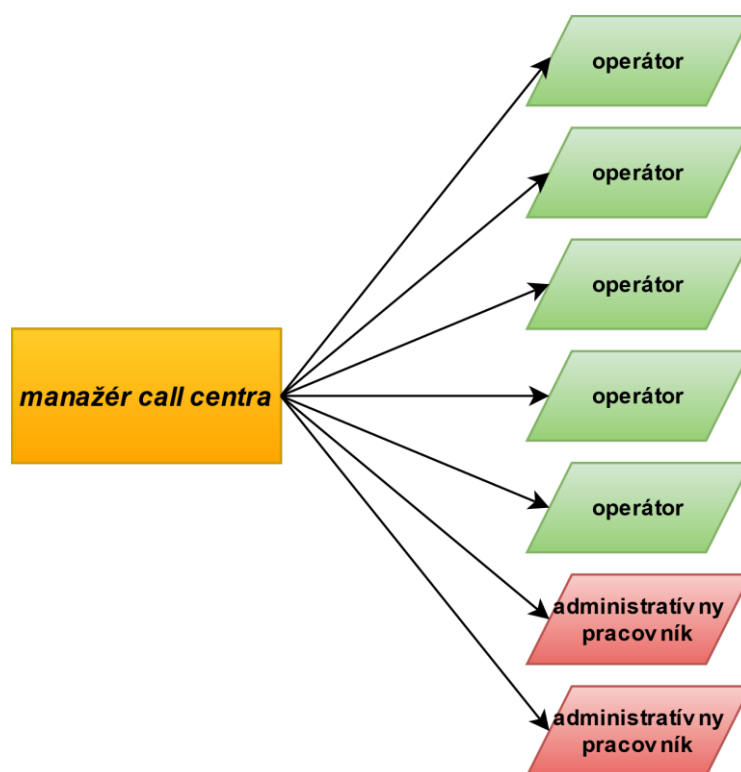 operátor
operátor
operátor
manažér call centra
operátor
operátor
administratívny
pracovník
administratívny
pracovník